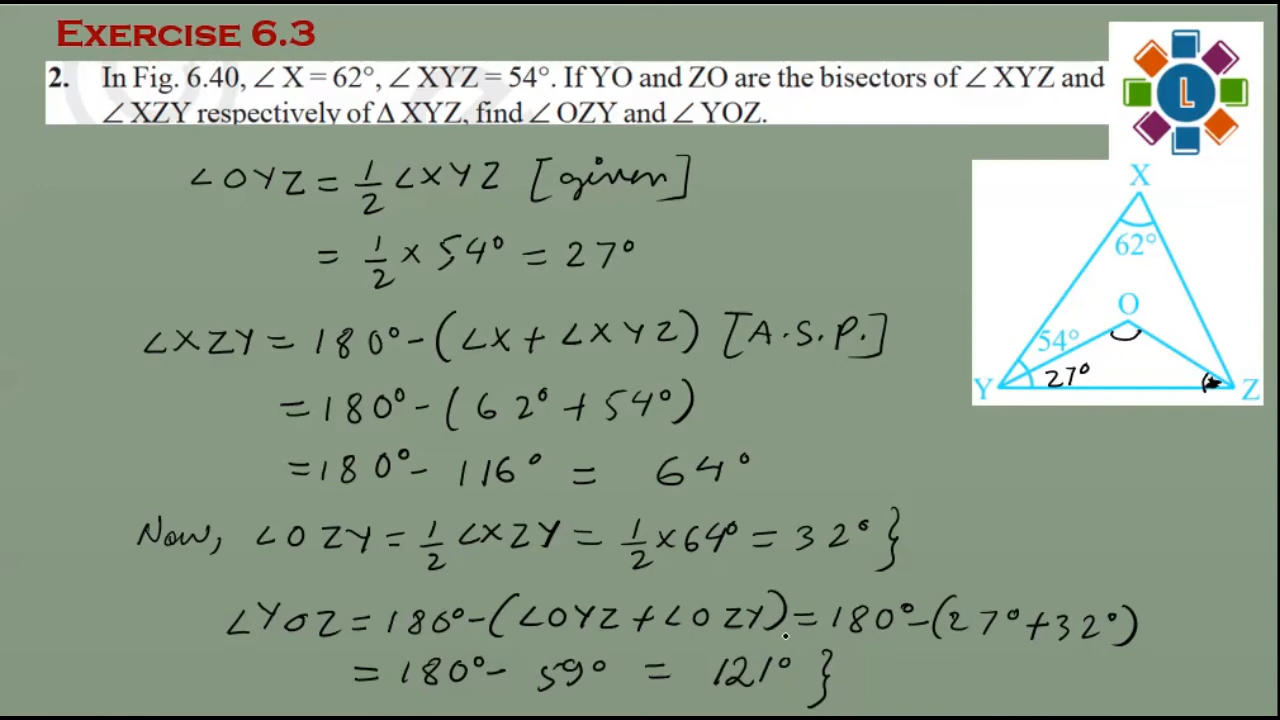 EXERCISE 6.3
2. In Fig. 6.40, ∠ X = 62°, ∠ XYZ = 54°. If YO and ZO are the bisectors of ∠ XYZ and
∠ XZY respectively of Δ XYZ, find ∠ OZY and ∠ YOZ.
L
∠OYZ = 1/2 ∠XYZ [given]
= 1/2 × 54° = 27°
∠XZY = 180° - (∠X + ∠XYZ) [A.S.P.]
= 180° - (62° + 54°)
= 180° - 116° = 64°
Now, ∠OZY = 1/2 ∠XZY = 1/2 × 64° = 32° }
∠YOZ = 180° - (∠OYZ + ∠OZY) = 180° - (27° + 32°)
= 180° - 59° = 121° }
X
62°
O
54°
27°
Y
Z